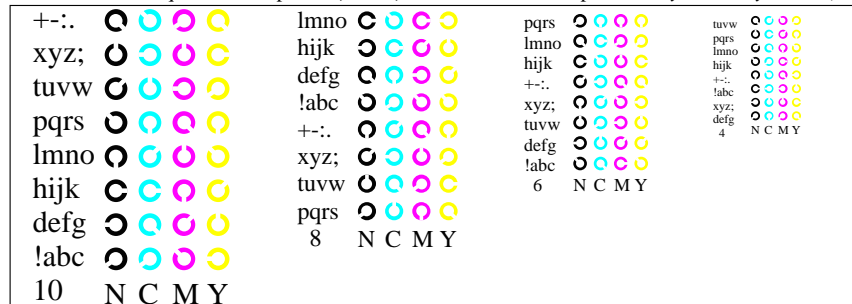 +-:.
xyz;
tuvw
pqrs
lmno
hijk
defg
!abc
10 N C M Y
lmno
hijk
defg
!abc
+-:.
xyz;
tuvw
pqrs
8 N C M Y
pqrs
lmno
hijk
+-:.
xyz;
tuvw
defg
!abc
6 N C M Y
tuvw
pqrs
lmno
hijk
+-:.
!abc
xyz;
defg
4 N C M Y